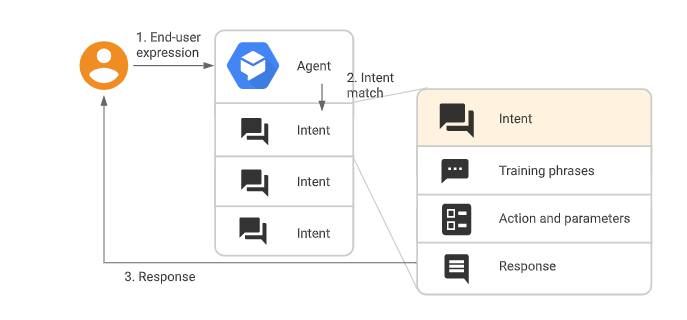 1. End-user
expression
Agent
2. Intent
match
Intent
Intent
Intent
Intent
Training phrases
Action and parameters
Response
3. Response